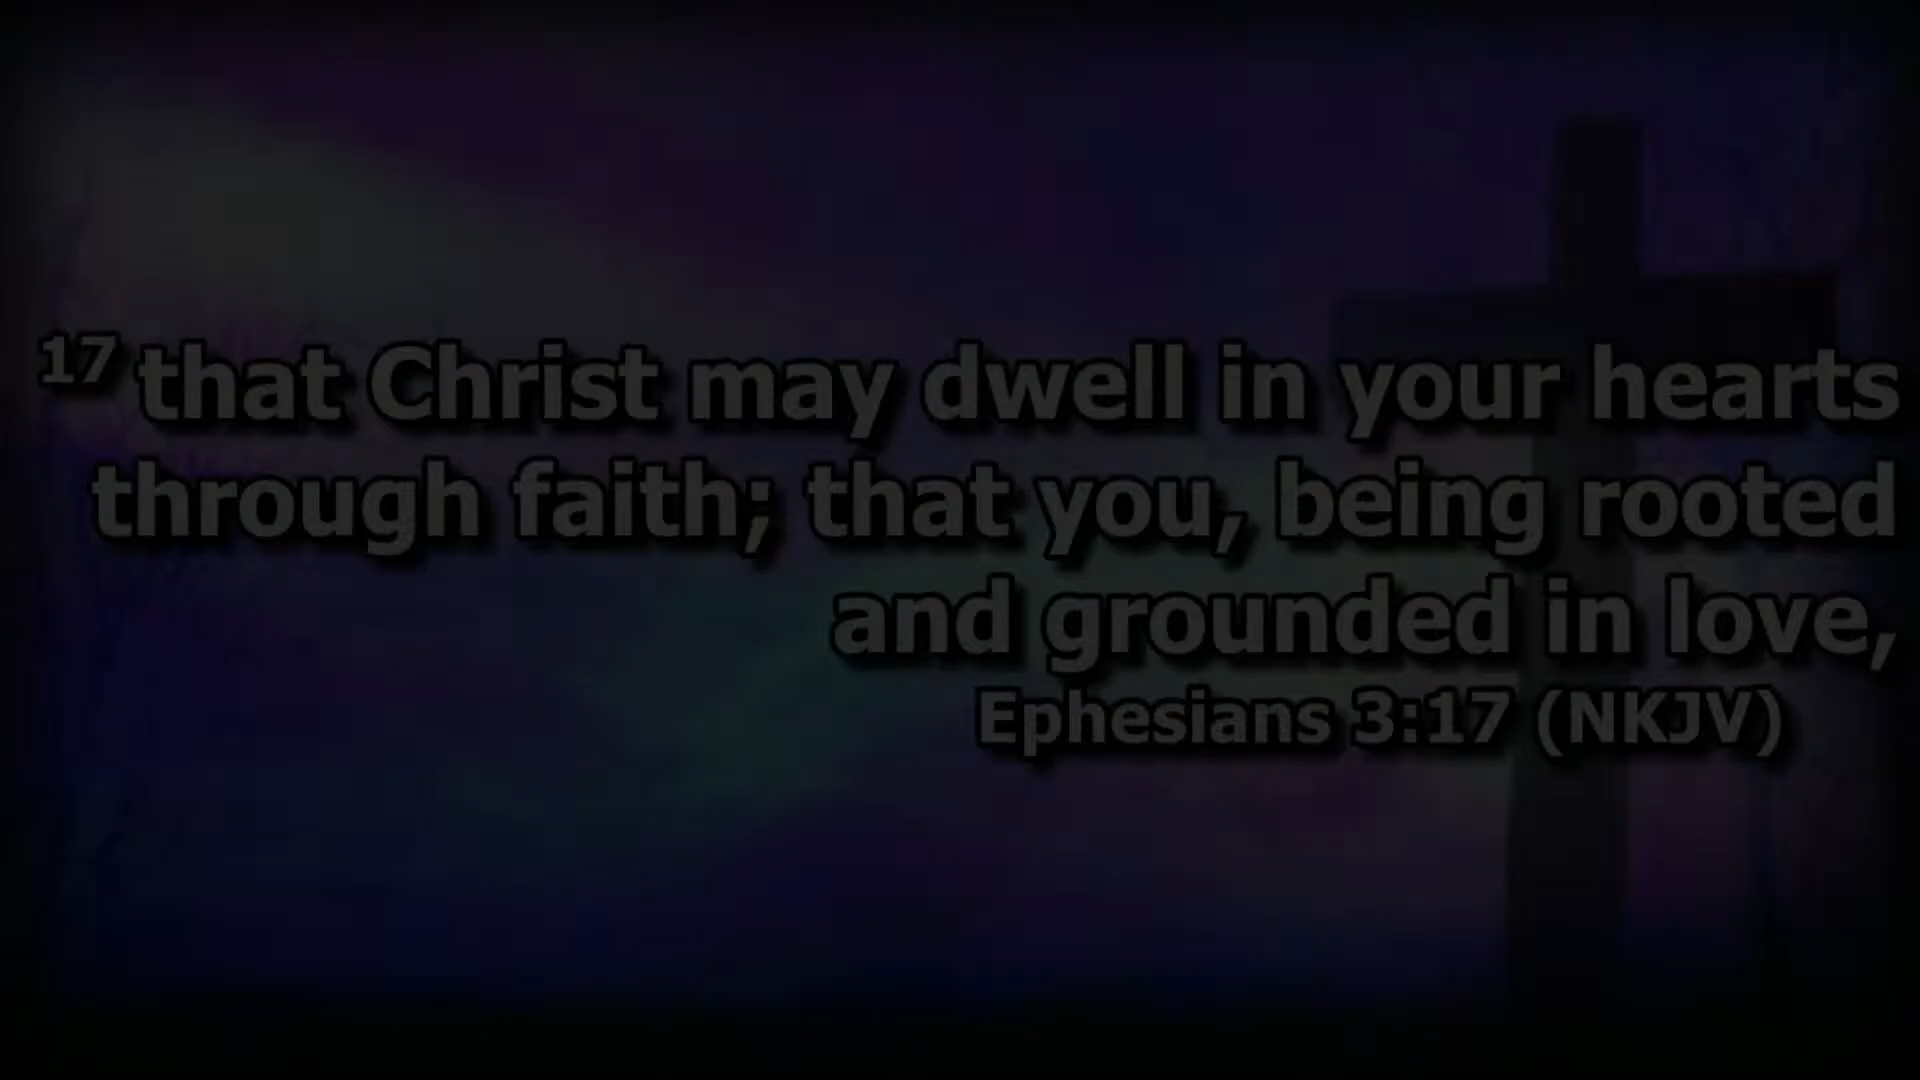 17 that Christ may dwell in your hearts
through faith; that you, being rooted
and grounded in love,
Ephesians 3:17 (NKJV)